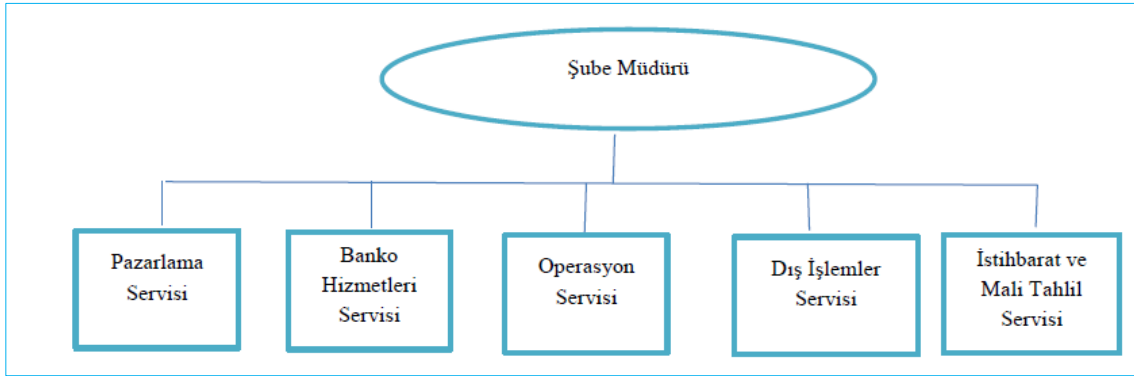 Şube Müdürü
Pazarlama
Servisi
Banko
Hizmetleri
Servisi
Operasyon
Servisi
Dış İşlemler
Servisi
İstihbarat ve
Mali Tahlil
Servisi